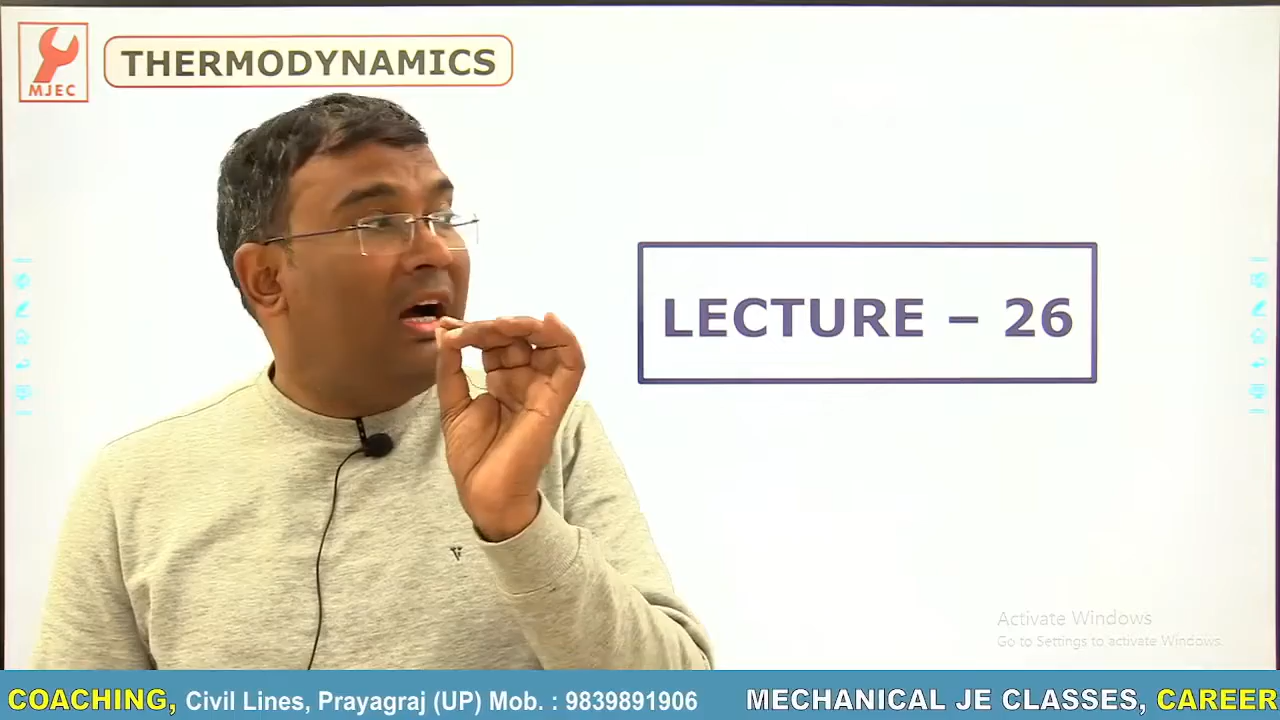 MJEC
THERMODYNAMICS
LECTURE – 26
Activate Windows
Go to Settings to activate Windows.
COACHING, Civil Lines, Prayagraj (UP) Mob. : 9839891906 MECHANICAL JE CLASSES, CAREER